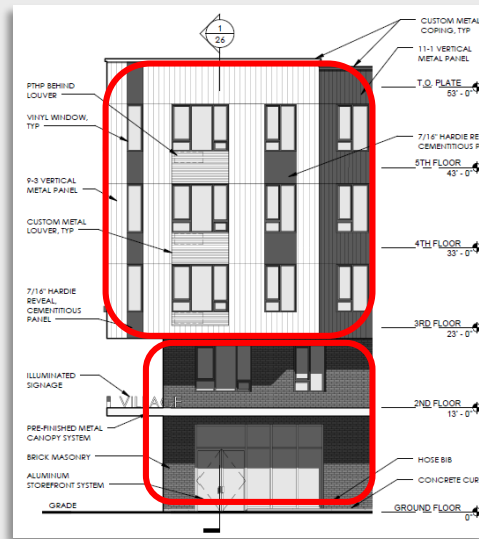 1
26
CUSTOM METAL
COPING, TYP
11-1 VERTICAL
METAL PANEL
T.O. PLATE
53' - 0"
PTHP BEHIND
LOUVER
VINYL WINDOW,
TYP
7/16" HARDIE RE
CEMENTITIOUS P
5TH FLOOR
43' - 0"
9-3 VERTICAL
METAL PANEL
CUSTOM METAL
LOUVER, TYP
4TH FLOOR
33' - 0"
7/16" HARDIE
REVEAL,
CEMENTITIOUS
PANEL
3RD FLOOR
23' - 0"
ILLUMINATED
SIGNAGE
VILLAGE
2ND FLOOR
13' - 0"
PRE-FINISHED METAL
CANOPY SYSTEM
BRICK MASONRY
ALUMINUM
STOREFRONT SYSTEM
HOSE BIB
CONCRETE CUR
GRADE
GROUND FLOOR
0"